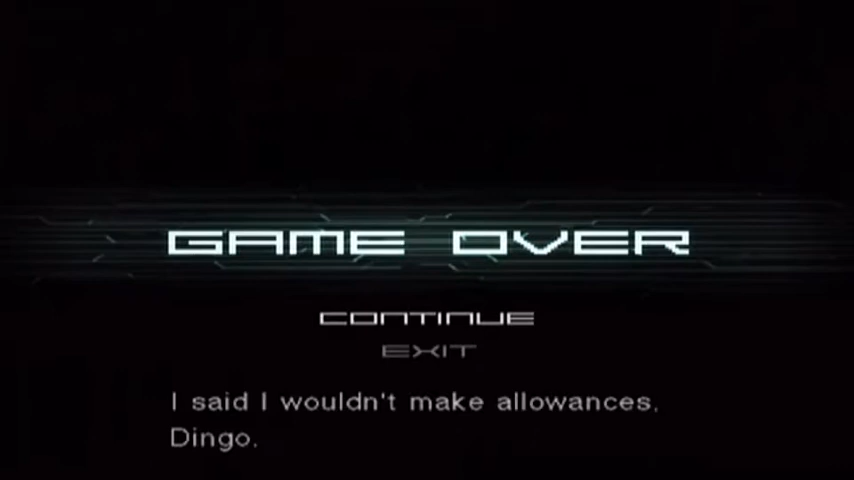 GAME OVER
CONTINUE
EXIT
I said I wouldn't make allowances,
Dingo.